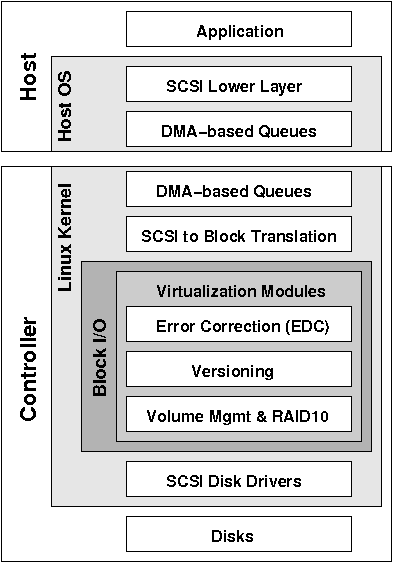 Host
Application
Host OS
SCSI Lower Layer
DMA−based Queues
Controller
Linux Kernel
DMA−based Queues
SCSI to Block Translation
Block I/O
Virtualization Modules
Error Correction (EDC)
Versioning
Volume Mgmt & RAID10
SCSI Disk Drivers
Disks